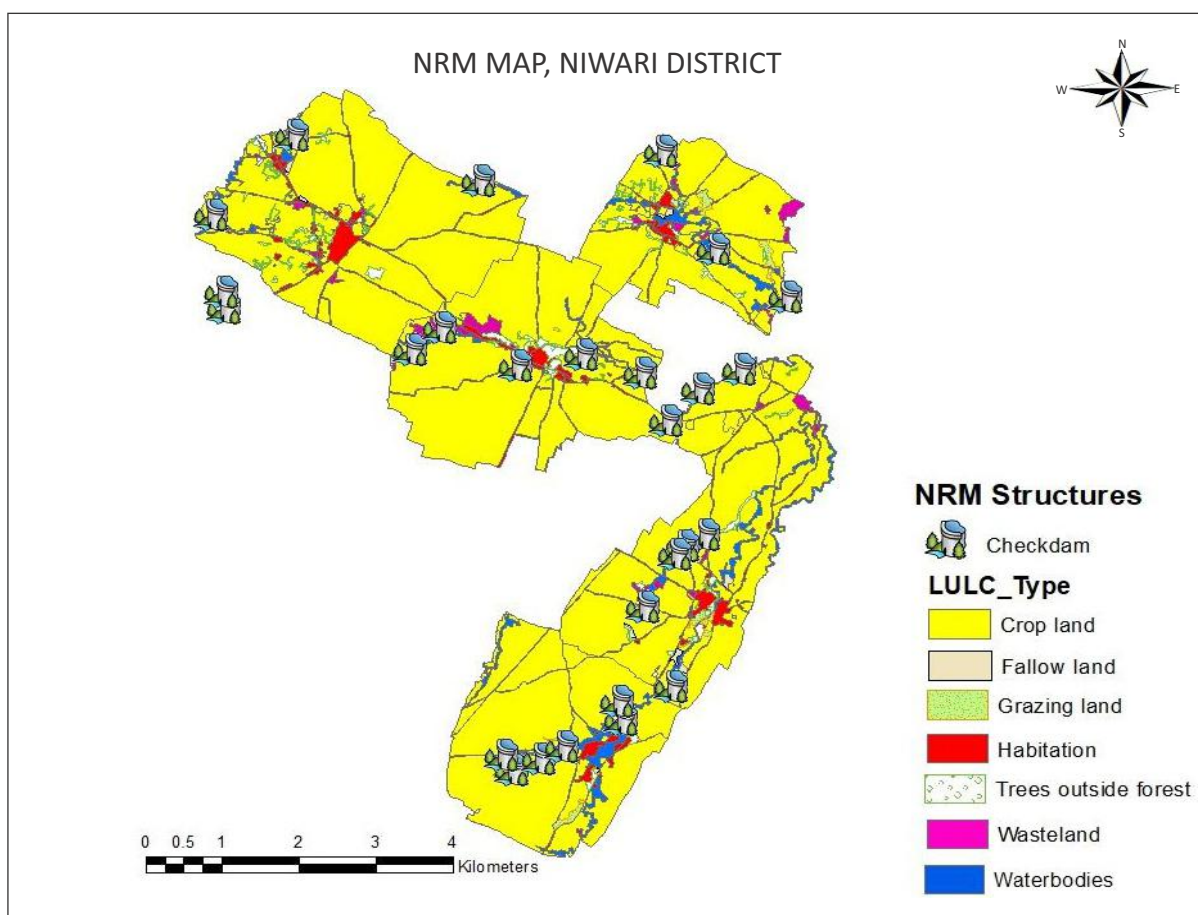 NRM MAP, NIWARI DISTRICT
N
W E
S
NRM Structures
Checkdam
LULC_Type
Crop land
Fallow land
Grazing land
Habitation
Trees outside forest
Wasteland
Waterbodies
0 0.5 1 2 3 4
Kilometers